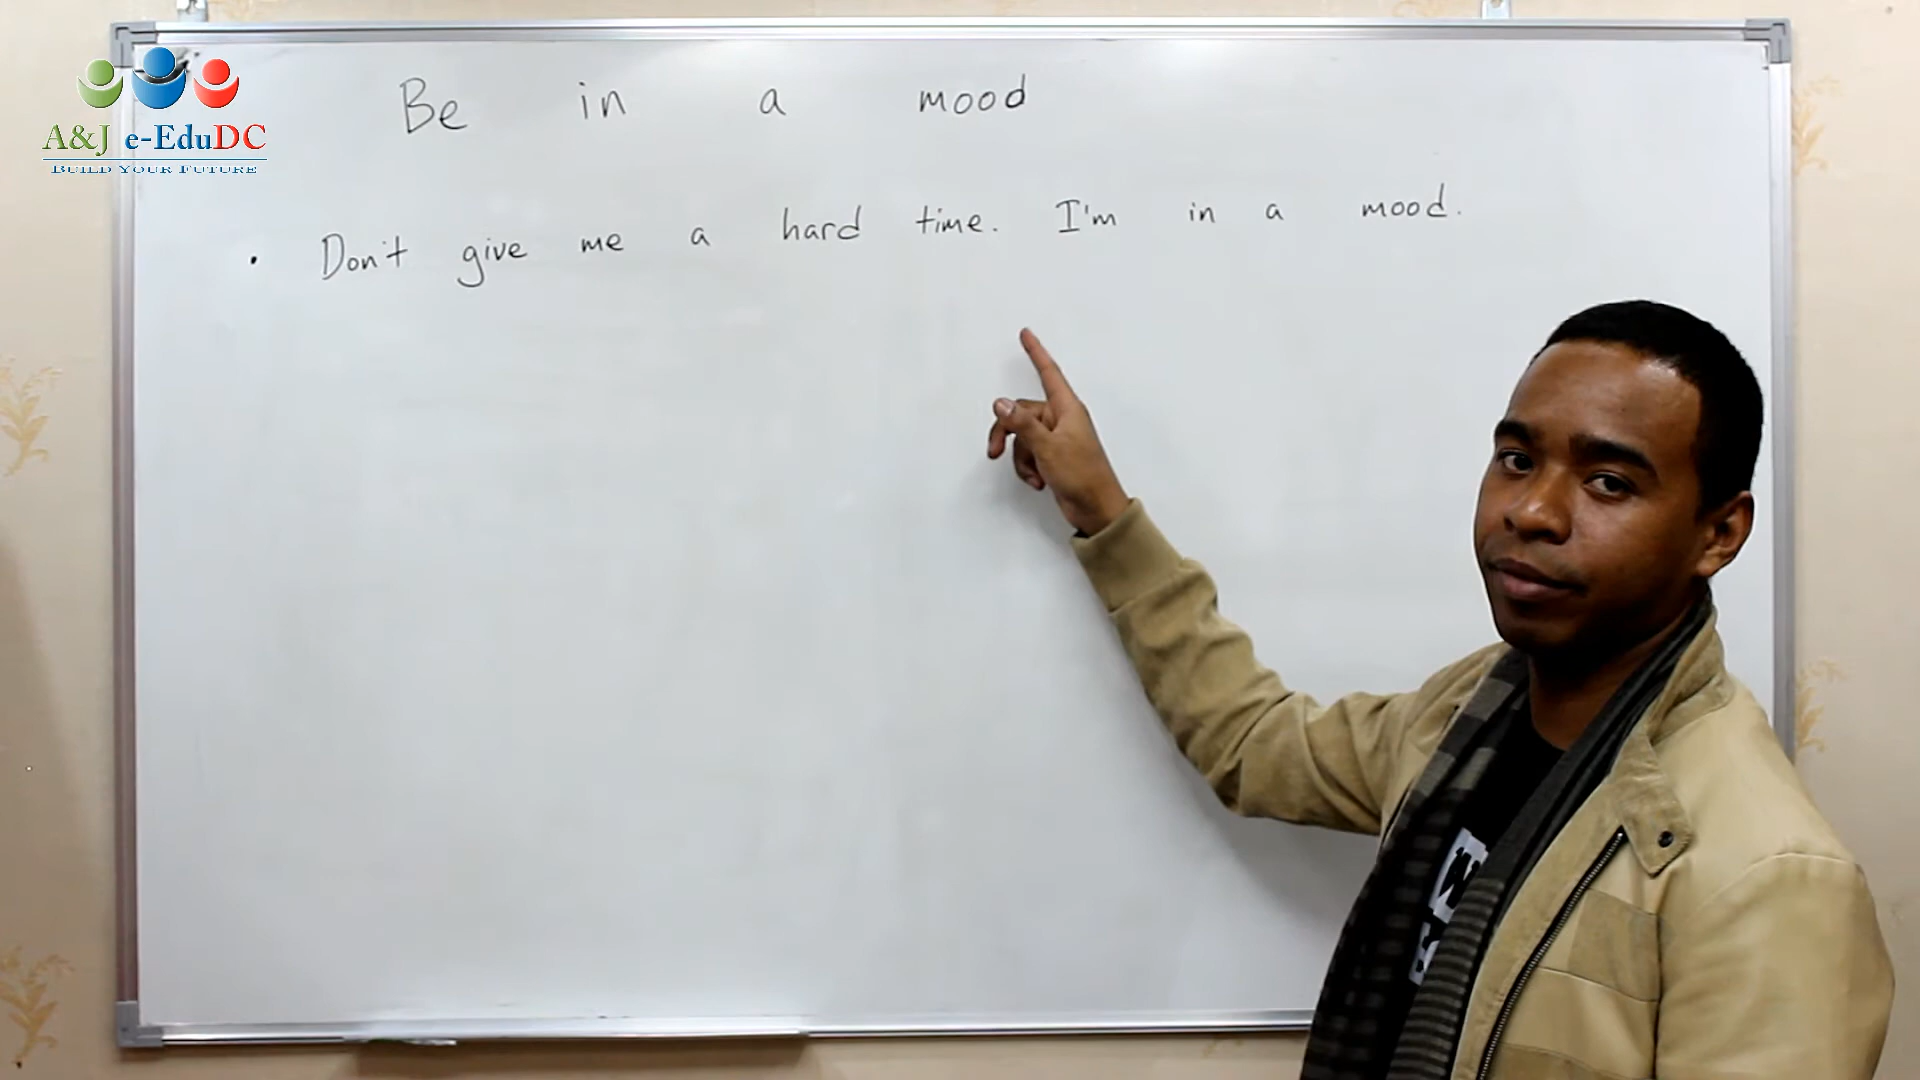 A&J e-EduDC
BUILD YOUR FUTURE
Be in a mood
• Don't give me a hard time. I'm in a mood.